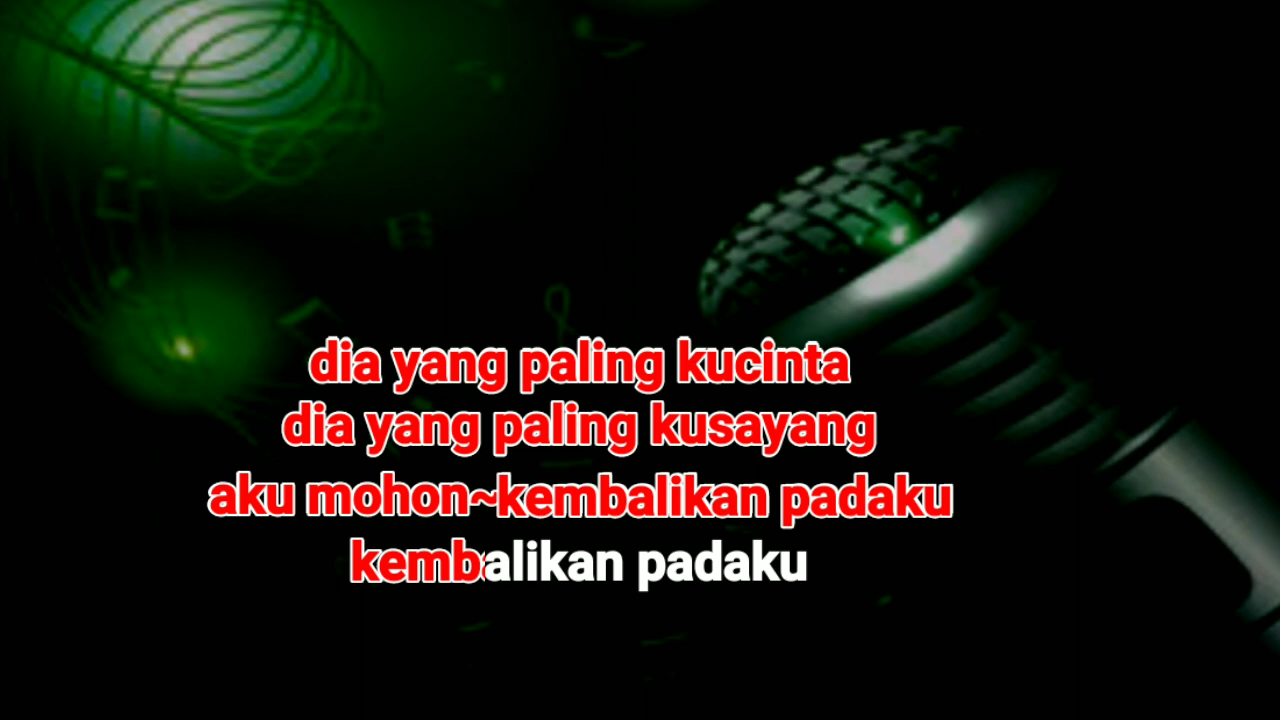 dia yang paling kucinta
dia yang paling kusayang
aku mohon~kembalikan padaku
kembalikan padaku